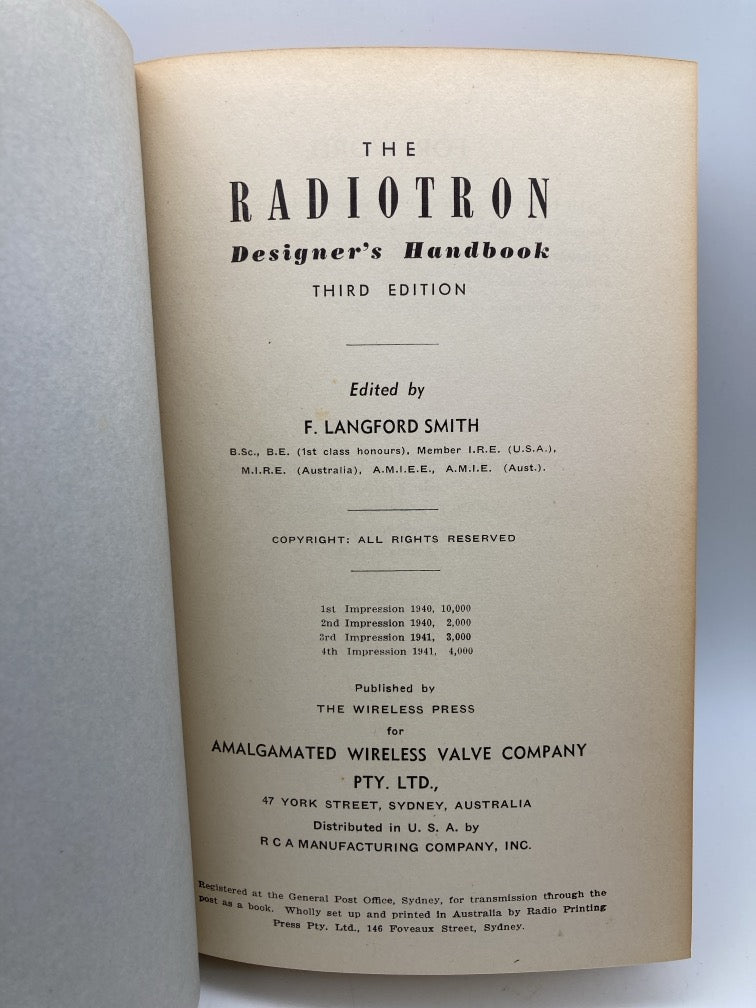 THE
RADIOTRON
Designer's Handbook
THIRD EDITION
Edited by
F. LANGFORD SMITH
B.Sc., B.E. (1st class honours), Member I.R.E. (U.S.A.),
M.I.R.E. (Australia), A.M.I.E.E., A.M.I.E. (Aust.).
COPYRIGHT: ALL RIGHTS RESERVED
1st Impression 1940, 10,000
2nd Impression 1940, 2,000
3rd Impression 1941, 3,000
4th Impression 1941, 4,000
Published by
THE WIRELESS PRESS
for
AMALGAMATED WIRELESS VALVE COMPANY
PTY. LTD.,
47 YORK STREET, SYDNEY, AUSTRALIA
Distributed in U. S. A. by
R C A MANUFACTURING COMPANY, INC.
Registered at the General Post Office, Sydney, for transmission through the
post as a book. Wholly set up and printed in Australia by Radio Printing
Press Pty. Ltd., 146 Foveaux Street, Sydney.